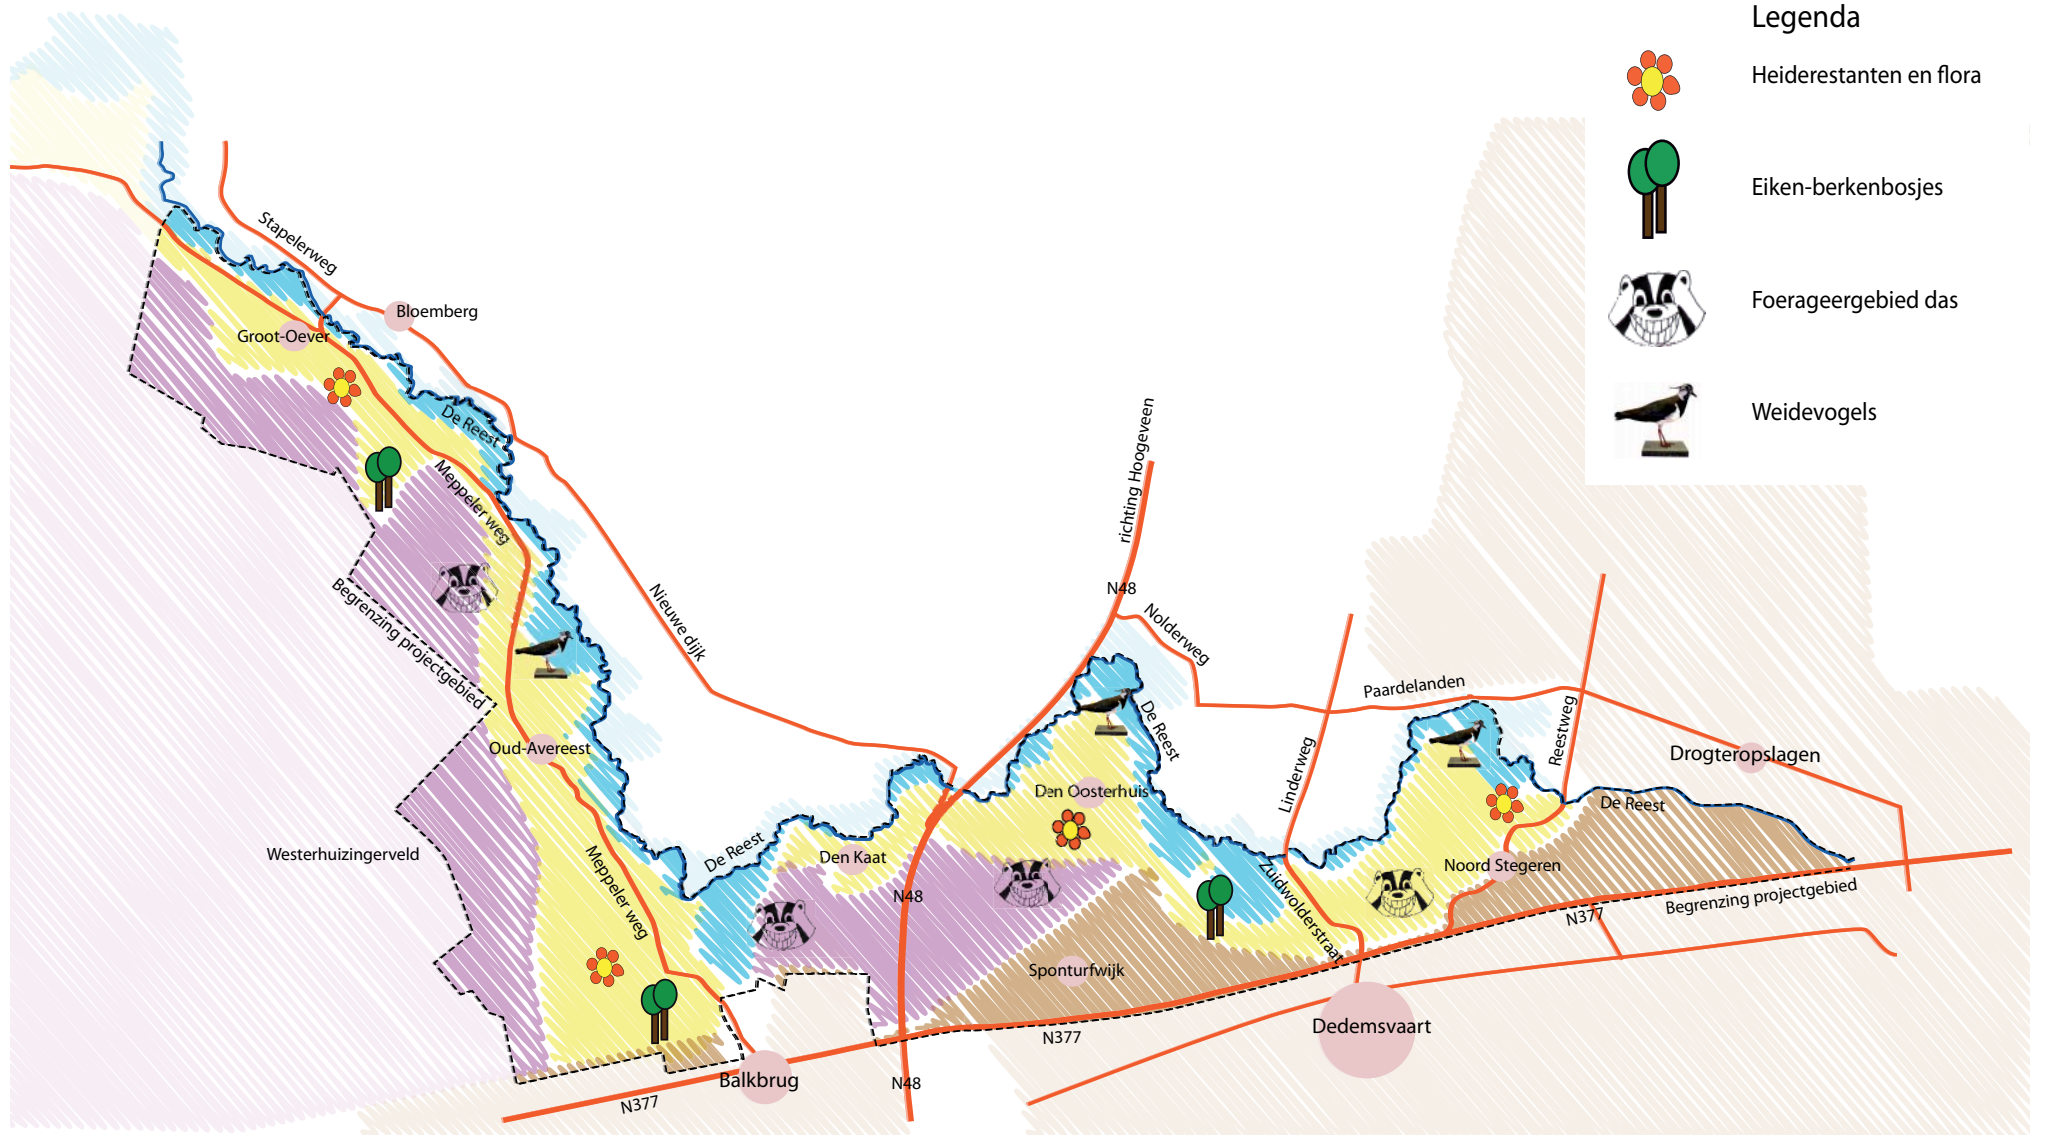 Legenda
Heiderestanten en flora
Eiken-berkenbosjes
Foerageergebied das
Weidevogels
Stapelerweg
Bloemberg
Groot-Oever
De Reest
Meppeler weg
richting Hoogeveen
Begrenzing projectgebied
Nieuwe dijk
N48
Nolderweg
Paardelanden
De Reest
Reestweg
Oud-Avereest
Drogteropslagen
Linderweg
Den Oosterhuis
De Reest
Westerhuizingerveld
De Reest
Den Kaat
Noord Stegeren
Meppeler weg
N48
Zuidwolderstraat
Begrenzing projectgebied
N377
Sponturfwijk
Dedemsvaart
N377
Balkbrug
N48
N377